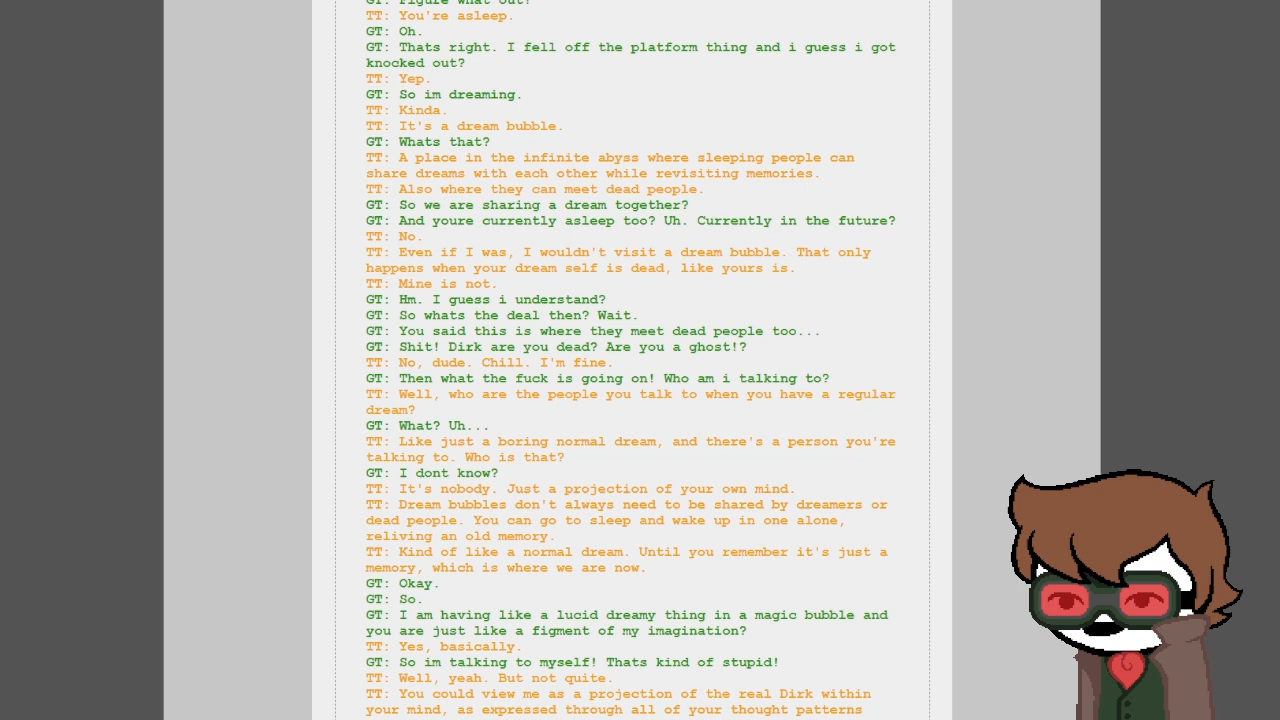 GT: Figure what out?
TT: You're asleep.
GT: Oh.
GT: Thats right. I fell off the platform thing and i guess i got
knocked out?
TT: Yep.
GT: So im dreaming.
TT: Kinda.
TT: It's a dream bubble.
GT: Whats that?
TT: A place in the infinite abyss where sleeping people can
share dreams with each other while revisiting memories.
TT: Also where they can meet dead people.
GT: So we are sharing a dream together?
GT: And youre currently asleep too? Uh. Currently in the future?
TT: No.
TT: Even if I was, I wouldn't visit a dream bubble. That only
happens when your dream self is dead, like yours is.
TT: Mine is not.
GT: Hm. I guess i understand?
GT: So whats the deal then? Wait.
GT: You said this is where they meet dead people too...
GT: Shit! Dirk are you dead? Are you a ghost!?
TT: No, dude. Chill. I'm fine.
GT: Then what the fuck is going on! Who am i talking to?
TT: Well, who are the people you talk to when you have a regular
dream?
GT: What? Uh...
TT: Like just a boring normal dream, and there's a person you're
talking to. Who is that?
GT: I dont know?
TT: It's nobody. Just a projection of your own mind.
TT: Dream bubbles don't always need to be shared by dreamers or
dead people. You can go to sleep and wake up in one alone,
reliving an old memory.
TT: Kind of like a normal dream. Until you remember it's just a
memory, which is where we are now.
GT: Okay.
GT: So.
GT: I am having like a lucid dreamy thing in a magic bubble and
you are just like a figment of my imagination?
TT: Yes, basically.
GT: So im talking to myself! Thats kind of stupid!
TT: Well, yeah. But not quite.
TT: You could view me as a projection of the real Dirk within
your mind, as expressed through all of your thought patterns